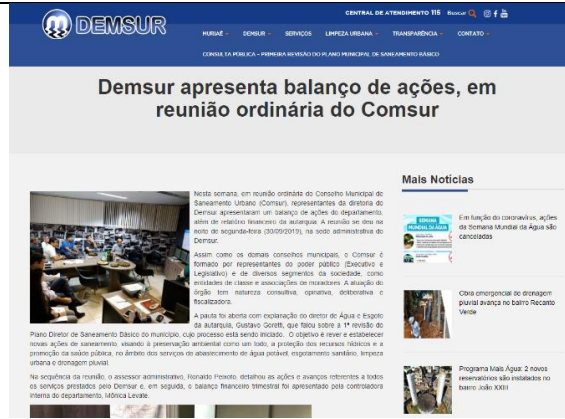 DEMSUR
CENTRAL DE ATENDIMENTO 115 Buscar
MURIAÉ DEMSUR SERVIÇOS LIMPEZA URBANA TRANSPARÊNCIA CONTATO
CONSULTA PÚBLICA – PRIMEIRA REVISÃO DO PLANO MUNICIPAL DE SANEAMENTO BÁSICO
Demsur apresenta balanço de ações, em
reunião ordinária do Comsur
Nesta semana, em reunião ordinária do Conselho Municipal de
Saneamento Urbano (Comsur), representantes da diretoria do
Demsur apresentaram um balanço de ações do departamento,
além de relatório financeiro da autarquia. A reunião se deu na
noite de segunda-feira (30/09/2019), na sede administrativa do
Demsur.
Assim como os demais conselhos municipais, o Comsur é
formado por representantes do poder público (Executivo e
Legislativo) e de diversos segmentos da sociedade, como
entidades de classe e associações de moradores. A atuação do
órgão tem natureza consultiva, opinativa, deliberativa e
fiscalizadora.
A pauta foi aberta com explanação do diretor de Água e Esgoto
da autarquia, Gustavo Goretti, que falou sobre a 1ª revisão do
Plano Diretor de Saneamento Básico do município, cujo processo está sendo iniciado. O objetivo é rever e estabelecer
novas ações de saneamento, visando à preservação ambiental como um todo, a proteção dos recursos hídricos e a
promoção da saúde pública, no âmbito dos serviços de abastecimento de água potável, esgotamento sanitário, limpeza
urbana e drenagem pluvial.
Na sequência da reunião, o assessor administrativo, Ronaldo Peixoto, detalhou as ações e avanços referentes a todos
os serviços prestados pelo Demsur e, em seguida, o balanço financeiro trimestral foi apresentado pela controladora
interna do departamento, Mônica Levate.
Mais Notícias
SEMANA
MUNDIAL DA ÁGUA
Em função do coronavírus, ações
da Semana Mundial da Água são
canceladas
Obra emergencial de drenagem
pluvial avança no bairro Recanto
Verde
Programa Mais Água: 2 novos
reservatórios são instalados no
bairro João XXIII